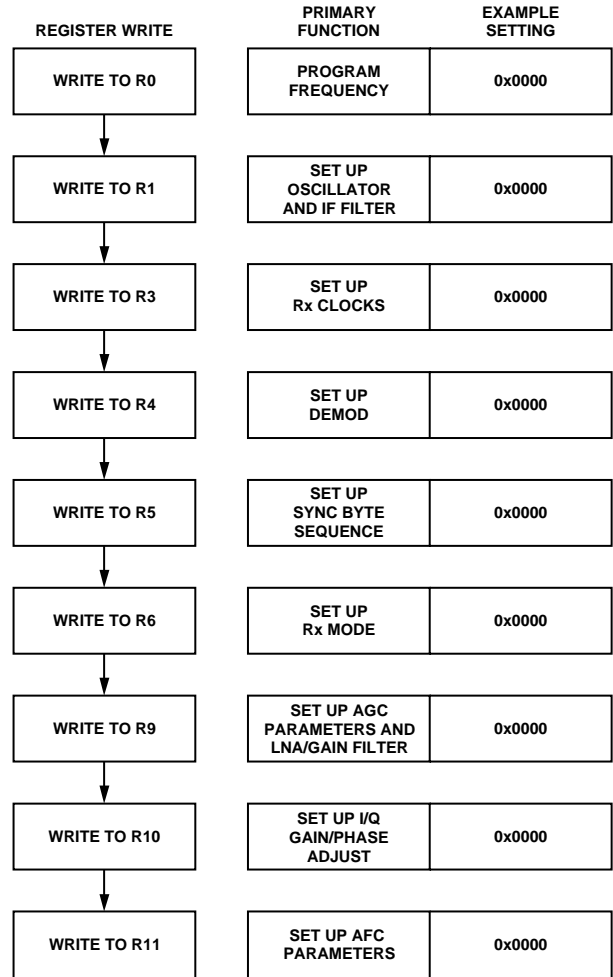 REGISTER WRITE
PRIMARY
FUNCTION
EXAMPLE
SETTING
WRITE TO R0
PROGRAM
FREQUENCY
0x0000
WRITE TO R1
SET UP
OSCILLATOR
AND IF FILTER
0x0000
WRITE TO R3
SET UP
Rx CLOCKS
0x0000
WRITE TO R4
SET UP
DEMOD
0x0000
WRITE TO R5
SET UP
SYNC BYTE
SEQUENCE
0x0000
WRITE TO R6
SET UP
Rx MODE
0x0000
WRITE TO R9
SET UP AGC
PARAMETERS AND
LNA/GAIN FILTER
0x0000
WRITE TO R10
SET UP I/Q
GAIN/PHASE
ADJUST
0x0000
WRITE TO R11
SET UP AFC
PARAMETERS
0x0000